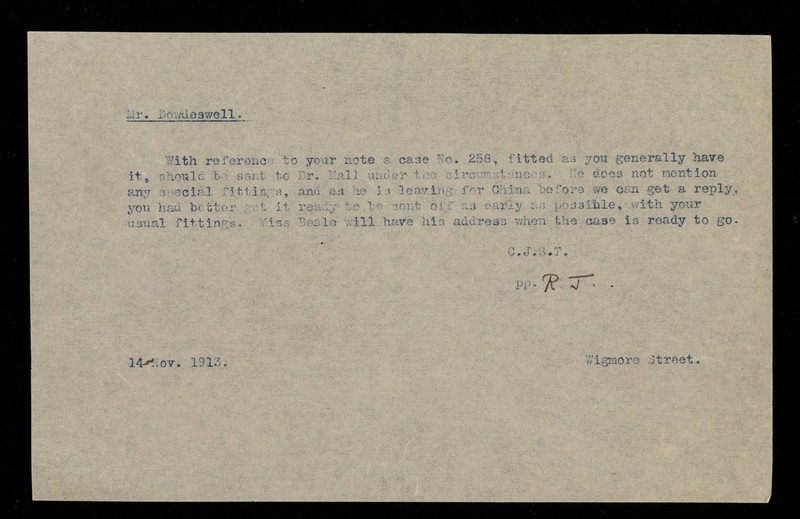 Mr. Dowdeswell.
With reference to your note a case No. 258, fitted as you generally have
it, should be sent to Dr. Mall under the circumstances. He does not mention
any special fittings, and as he is leaving for China before we can get a reply,
you had better get it ready to be sent off as early as possible, with your
usual fittings. Miss Beale will have his address when the case is ready to go.
C.J.S.T.
pp. R. J.
14-Nov. 1913.
Wigmore Street.